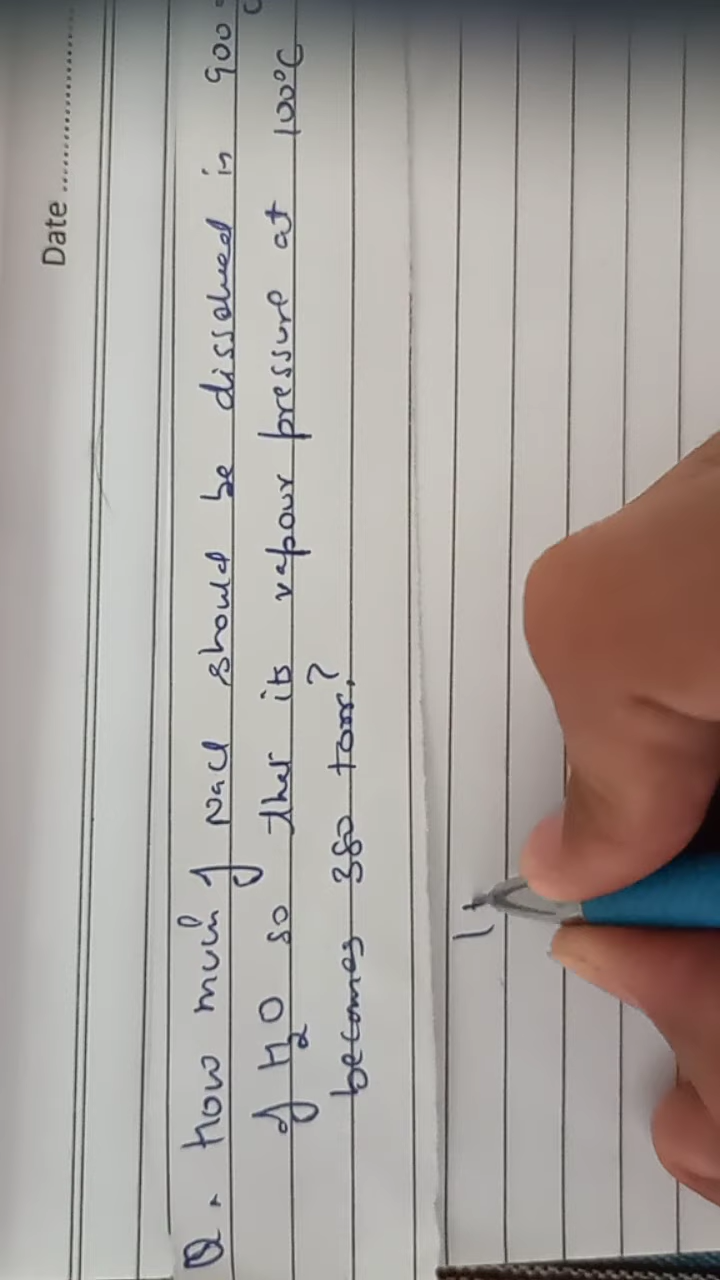 Date ....................
Q. How much of NaCl should be dissolved in 900
of H2O so that its vapour pressure at 100°C
becomes 380 torr.?